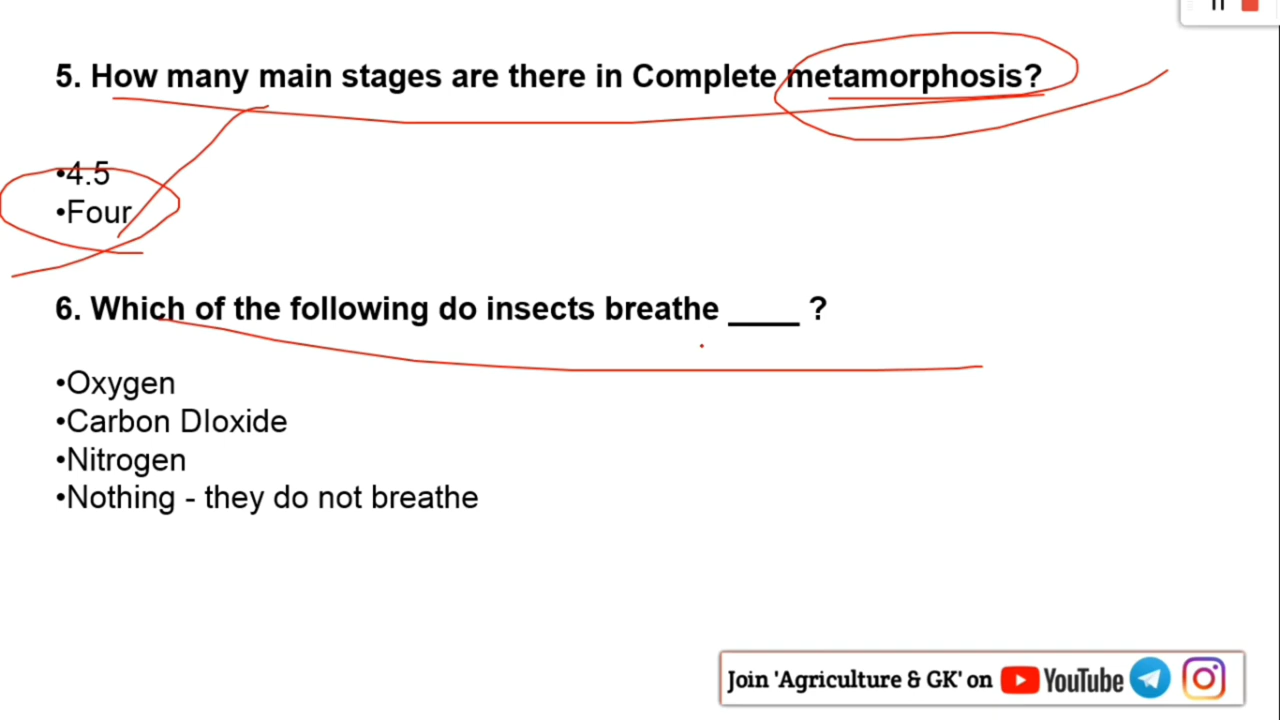 5. How many main stages are there in Complete metamorphosis?
•4.5
•Four
6. Which of the following do insects breathe ____ ?
•Oxygen
•Carbon DIoxide
•Nitrogen
•Nothing - they do not breathe
Join 'Agriculture & GK' on YouTube